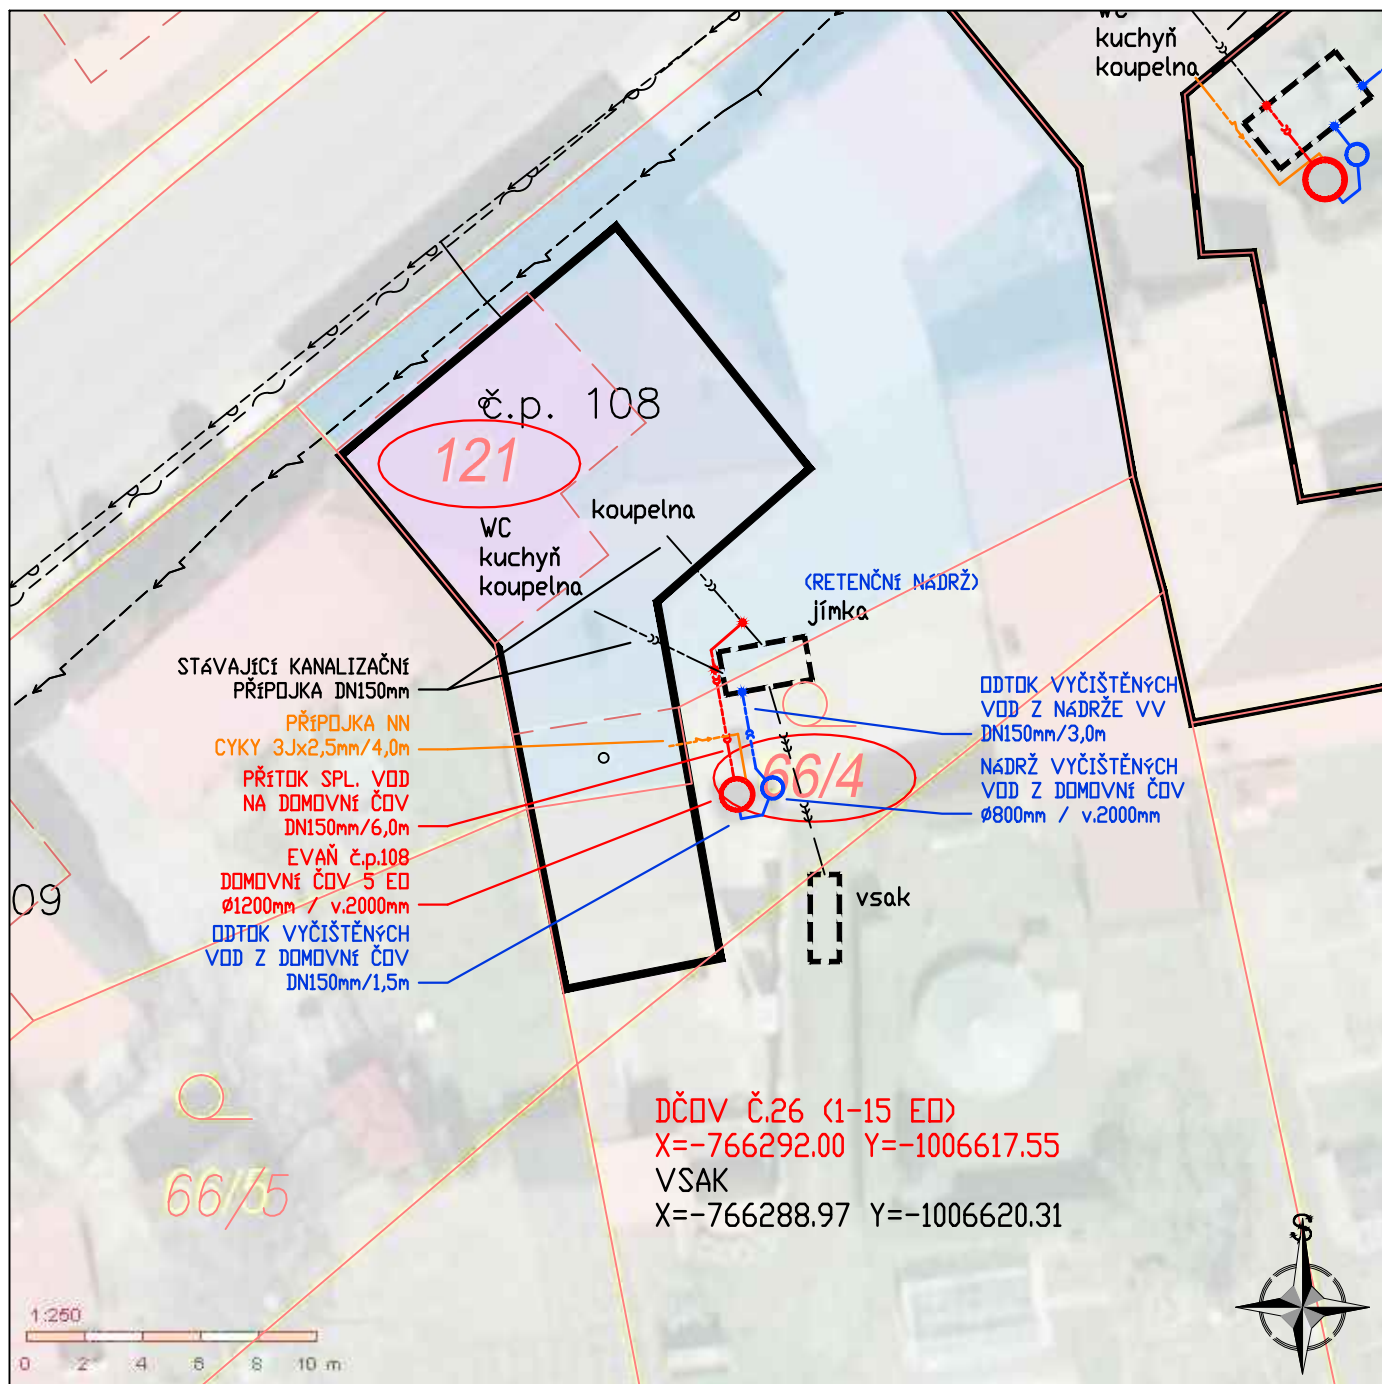 WC
kuchyň
koupelna
č.p. 108
121
koupelna
WC
kuchyň
koupelna
(RETENČNÍ NÁDRŽ)
jímka
STÁVAJÍCÍ KANALIZAČNÍ
PŘÍPOJKA DN150mm
PŘÍPOJKA NN
CYKY 3Jx2,5mm/4,0m
PŘÍTOK SPL. VOD
NA DOMOVNÍ ČOV
DN150mm/6,0m
EVAŇ č.p.108
DOMOVNÍ ČOV 5 EO
Ø1200mm / v.2000mm
ODTOK VYČIŠTĚNÝCH
VOD Z DOMOVNÍ ČOV
DN150mm/1,5m
ODTOK VYČIŠTĚNÝCH
VOD Z NÁDRŽE VV
DN150mm/3,0m
NÁDRŽ VYČIŠTĚNÝCH
VOD Z DOMOVNÍ ČOV
Ø800mm / v.2000mm
66/4
vsak
09
66/5
DČOV Č.26 (1-15 EO)
X=-766292.00 Y=-1006617.55
VSAK
X=-766288.97 Y=-1006620.31
S
1:250
0 2 4 6 8 10 m